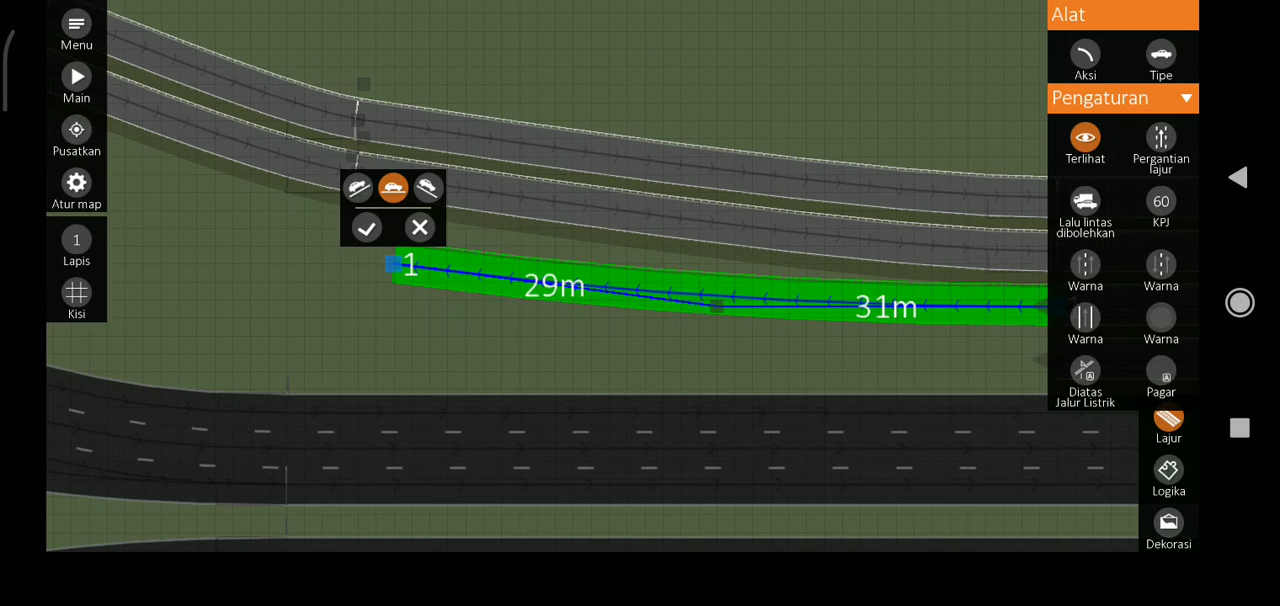 Menu
Main
Pusatkan
Atur map
1
Lapis
Kisi
1
29m
31m
Alat
Aksi
Tipe
Pengaturan
Terlihat
Pergantian
lajur
Lalu lintas
dibolehkan
60
KPJ
Warna
Warna
Warna
Warna
A
Diatas
Jalur Listrik
A
Pagar
Lajur
Logika
Dekorasi